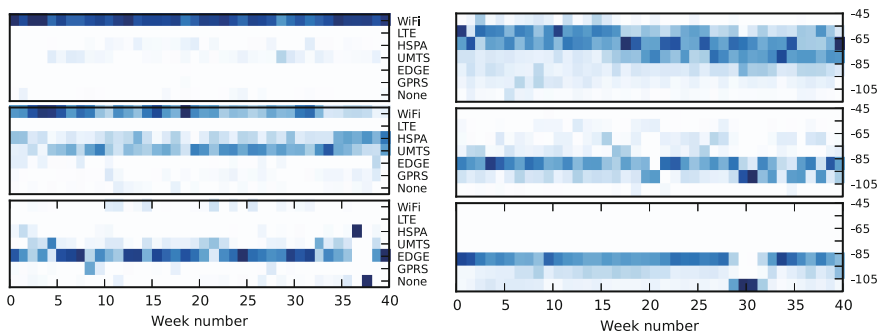 WiFi
LTE
HSPA
UMTS
EDGE
GPRS
None
WiFi
LTE
HSPA
UMTS
EDGE
GPRS
None
WiFi
LTE
HSPA
UMTS
EDGE
GPRS
None
0 5 10 15 20 25 30 35 40
Week number
-45
-65
-85
-105
-45
-65
-85
-105
-45
-65
-85
-105
0 5 10 15 20 25 30 35 40
Week number